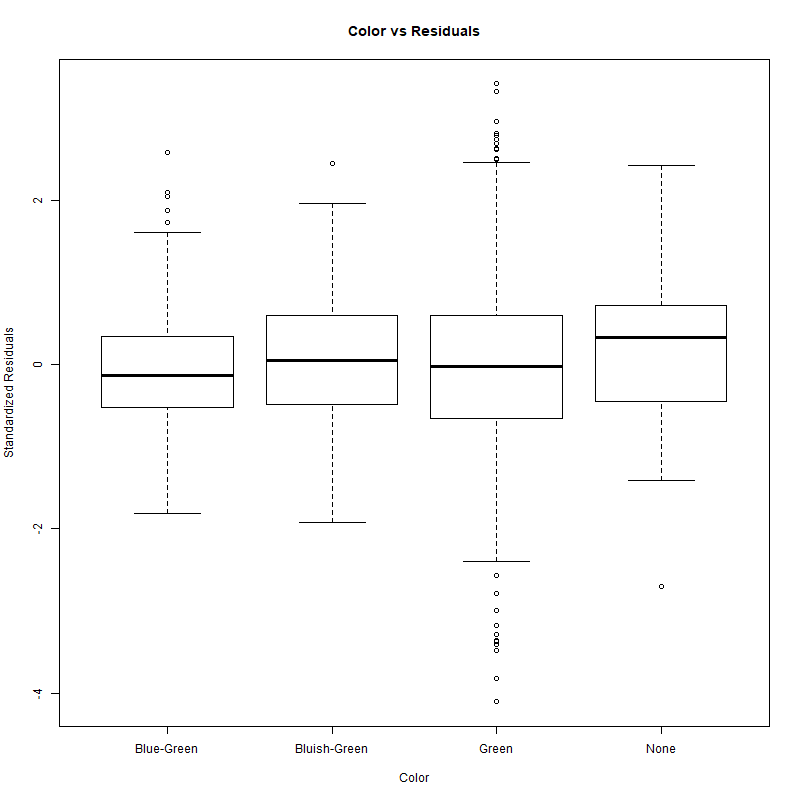 Color vs Residuals
Standardized Residuals
2
0
-2
-4
Blue-Green Bluish-Green Green None
Color